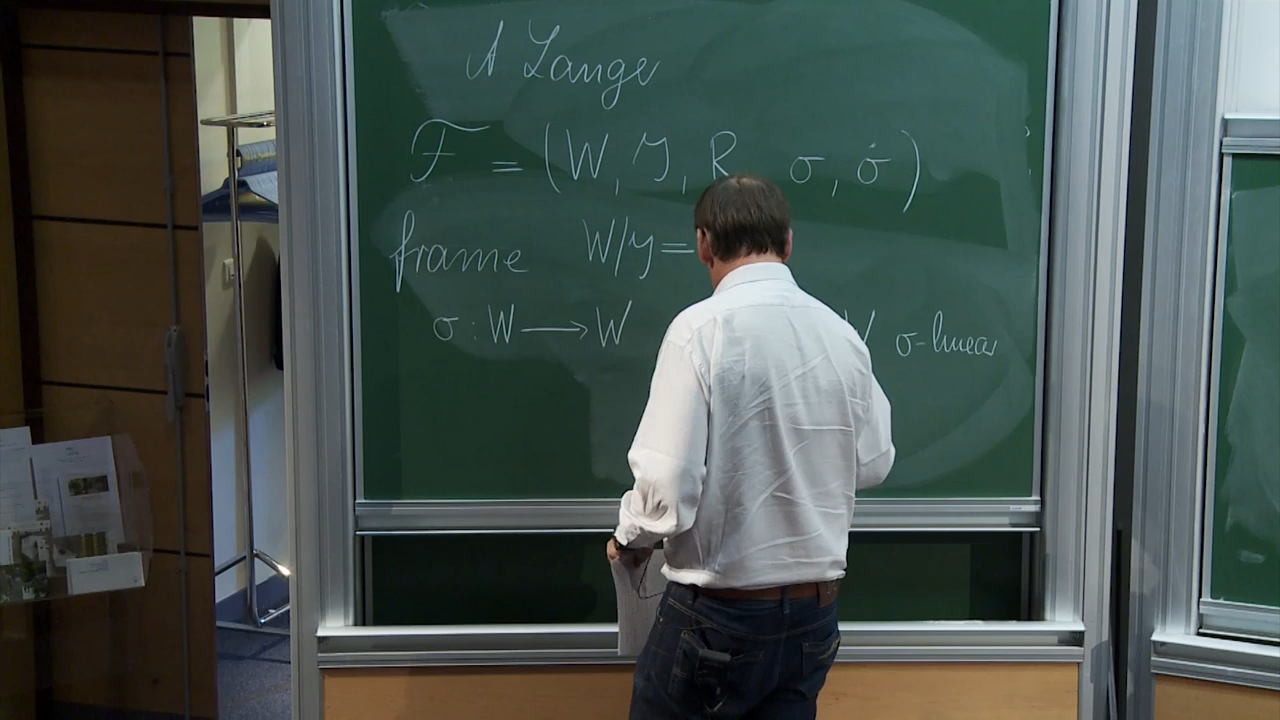 A Lange
F = (W, J, R σ, σ̇)
frame W/J =
σ : W ⟶ W σ-linear